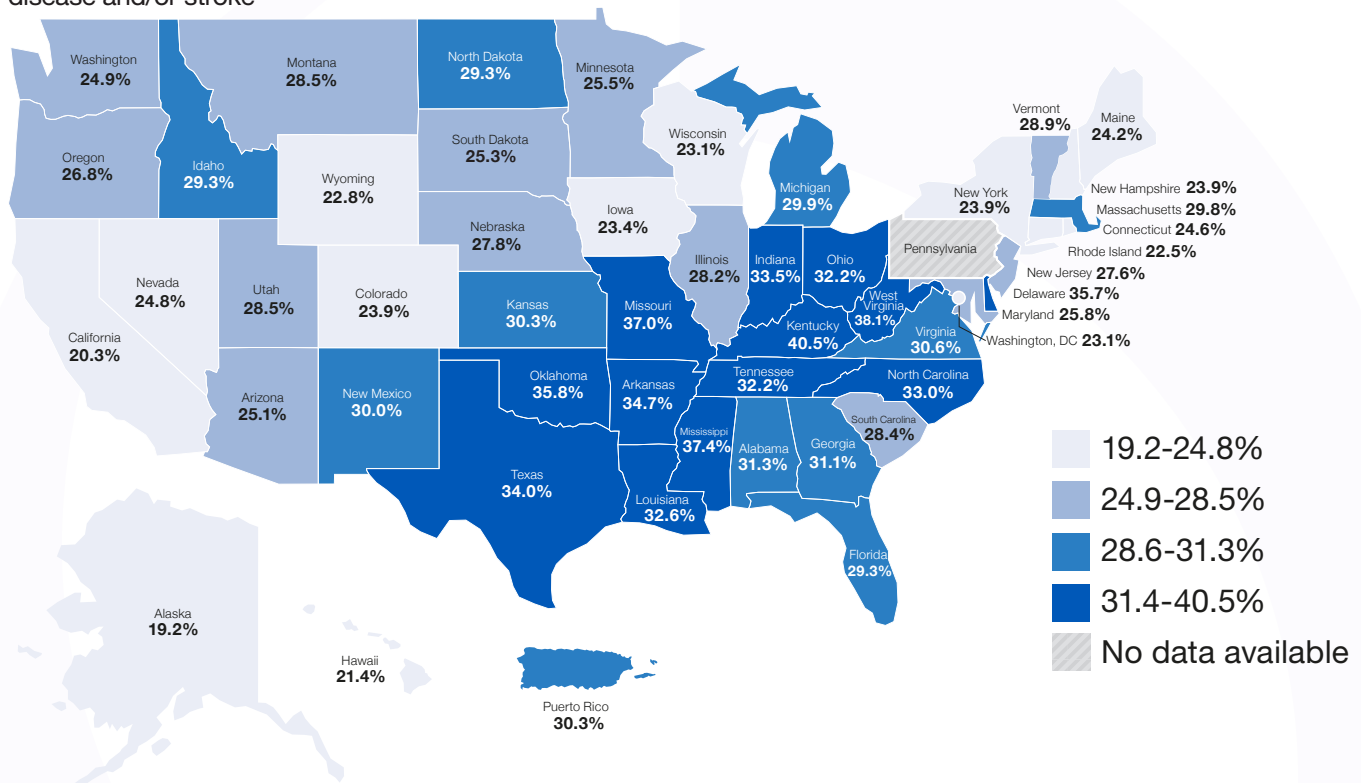 disease and/or stroke
Washington
24.9%
Montana
28.5%
North Dakota
29.3%
Minnesota
25.5%
Oregon
26.8%
Idaho
29.3%
Wyoming
22.8%
South Dakota
25.3%
Wisconsin
23.1%
Michigan
29.9%
Vermont
28.9%
Maine
24.2%
New York
23.9%
New Hampshire 23.9%
Massachusetts 29.8%
Connecticut 24.6%
Rhode Island 22.5%
New Jersey 27.6%
Delaware 35.7%
Maryland 25.8%
Washington, DC 23.1%
Pennsylvania
Nebraska
27.8%
Iowa
23.4%
Illinois
28.2%
Indiana
33.5%
Ohio
32.2%
West
Virginia
38.1%
Virginia
30.6%
Nevada
24.8%
Utah
28.5%
Colorado
23.9%
Kansas
30.3%
Missouri
37.0%
Kentucky
40.5%
California
20.3%
Arizona
25.1%
New Mexico
30.0%
Oklahoma
35.8%
Arkansas
34.7%
Tennessee
32.2%
North Carolina
33.0%
South Carolina
28.4%
Texas
34.0%
Louisiana
32.6%
Mississippi
37.4%
Alabama
31.3%
Georgia
31.1%
Florida
29.3%
Alaska
19.2%
Hawaii
21.4%
Puerto Rico
30.3%
19.2-24.8%
24.9-28.5%
28.6-31.3%
31.4-40.5%
No data available